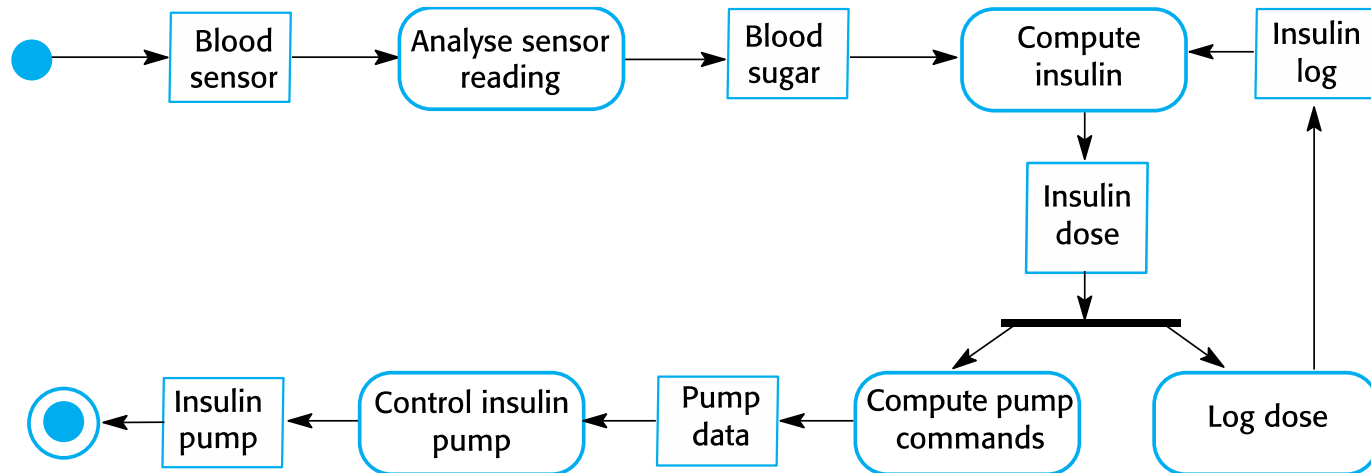 Blood
sensor
Analyse sensor
reading
Blood
sugar
Compute
insulin
Insulin
log
Insulin
dose
Insulin
pump
Control insulin
pump
Pump
data
Compute pump
commands
Log dose